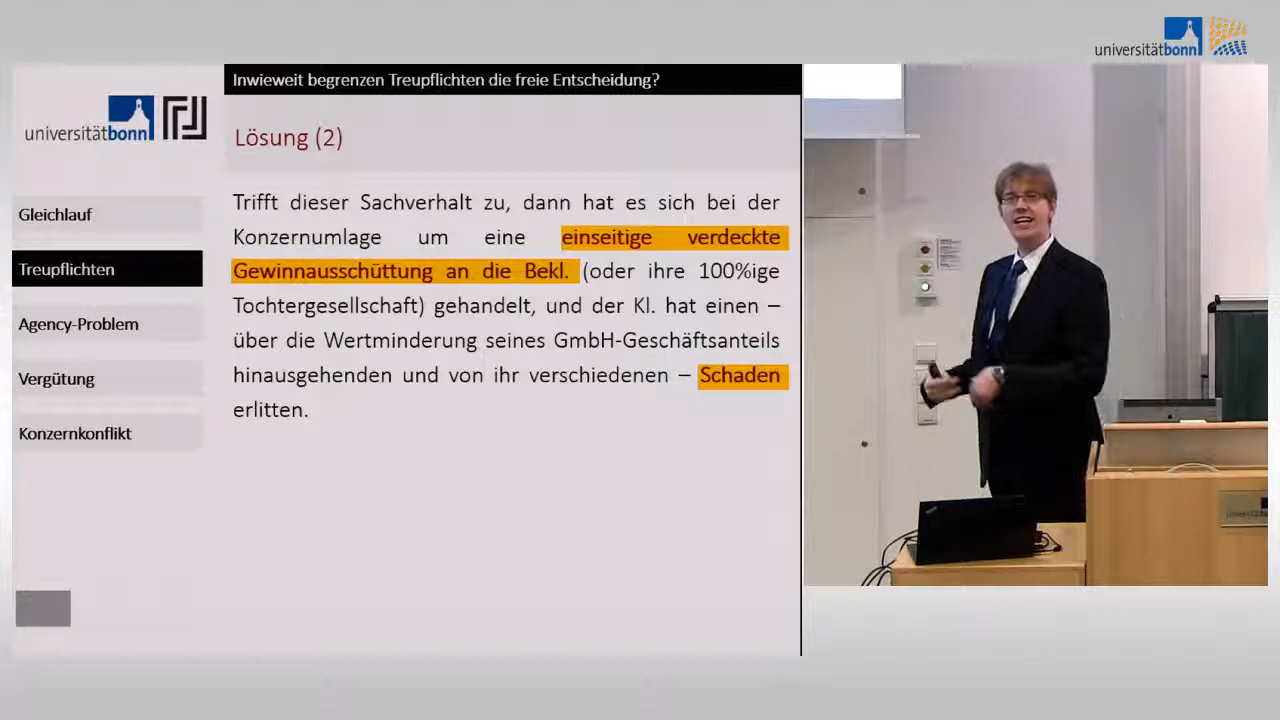 universitätbonn
Inwieweit begrenzen Treupflichten die freie Entscheidung?
universitätbonn
Lösung (2)
Gleichlauf
Treupflichten
Agency-Problem
Vergütung
Konzernkonflikt
Trifft dieser Sachverhalt zu, dann hat es sich bei der
Konzernumlage um eine einseitige verdeckte
Gewinnausschüttung an die Bekl. (oder ihre 100%ige
Tochtergesellschaft) gehandelt, und der Kl. hat einen –
über die Wertminderung seines GmbH-Geschäftsanteils
hinausgehenden und von ihr verschiedenen – Schaden
erlitten.